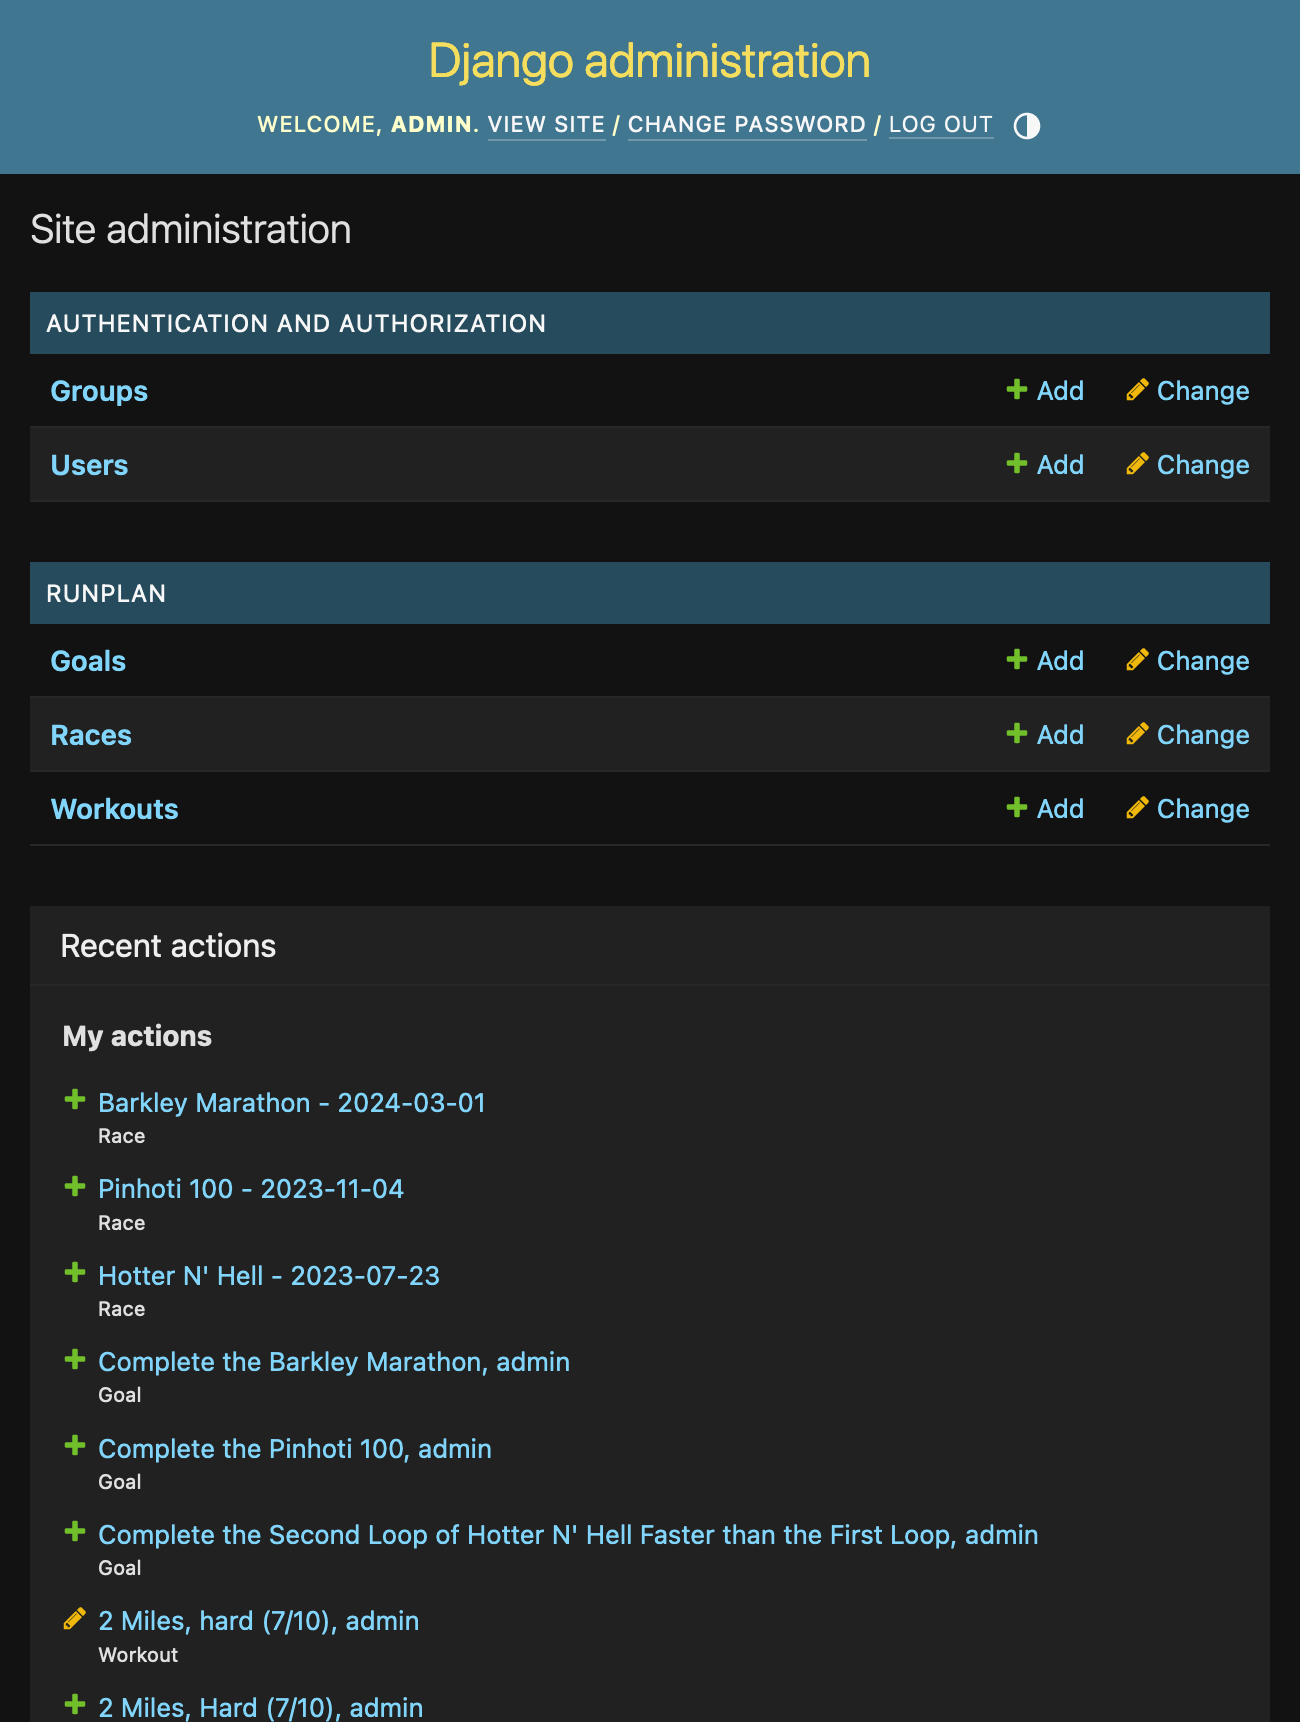 Django administration
WELCOME, ADMIN. VIEW SITE / CHANGE PASSWORD / LOG OUT
Site administration
AUTHENTICATION AND AUTHORIZATION
Groups Add Change
Users Add Change
RUNPLAN
Goals Add Change
Races Add Change
Workouts Add Change
Recent actions
My actions
Barkley Marathon - 2024-03-01
Race
Pinhoti 100 - 2023-11-04
Race
Hotter N' Hell - 2023-07-23
Race
Complete the Barkley Marathon, admin
Goal
Complete the Pinhoti 100, admin
Goal
Complete the Second Loop of Hotter N' Hell Faster than the First Loop, admin
Goal
2 Miles, hard (7/10), admin
Workout
2 Miles, Hard (7/10), admin